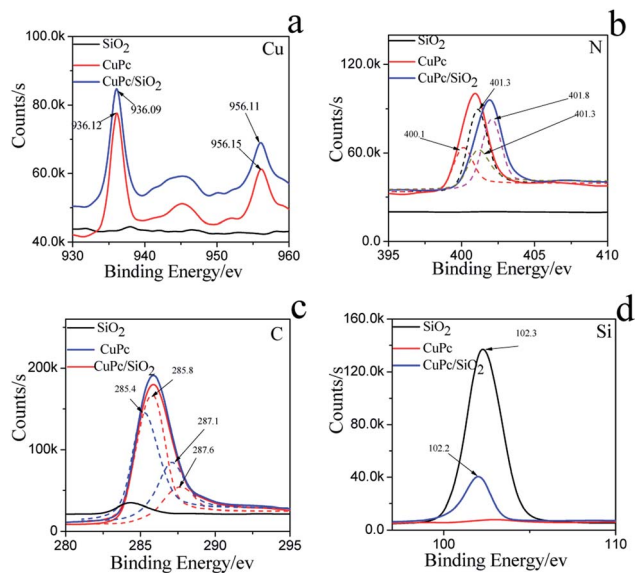 a
Cu
SiO2
CuPc
CuPc/SiO2
936.12
936.09
956.11
956.15
100.0k
80.0k
60.0k
40.0k
930
940
950
960
Counts/s
Binding Energy/ev
b
N
SiO2
CuPc
CuPc/SiO2
401.3
401.8
400.1
401.3
120.0k
60.0k
0.0
395
400
405
410
Counts/s
Binding Energy/ev
c
C
SiO2
CuPc
CuPc/SiO2
285.4
285.8
287.1
287.6
200k
100k
0
280
285
290
295
Counts/s
Binding Energy/ev
d
Si
SiO2
CuPc
CuPc/SiO2
102.3
102.2
160.0k
120.0k
80.0k
40.0k
0.0
100
110
Counts/s
Binding Energy/ev